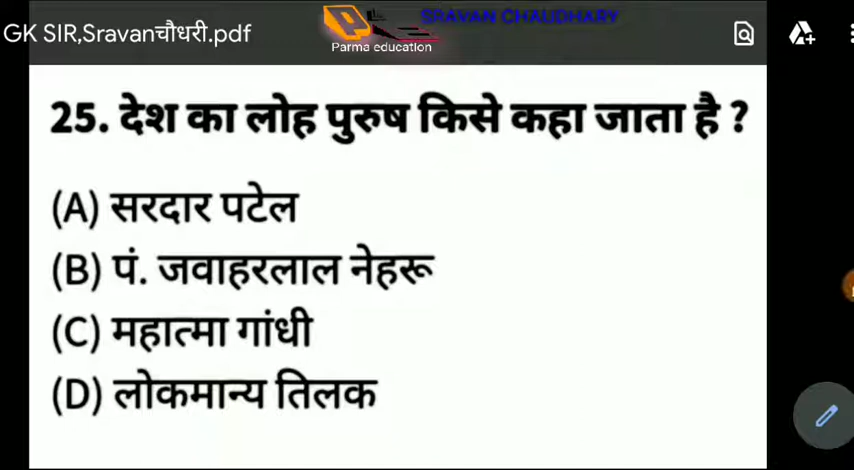 GK SIR,Sravanचौधरी.pdf
SRAVAN CHAUDHARY
Parma education
25. देश का लोह पुरुष किसे कहा जाता है ?
(A) सरदार पटेल
(B) पं. जवाहरलाल नेहरू
(C) महात्मा गांधी
(D) लोकमान्य तिलक